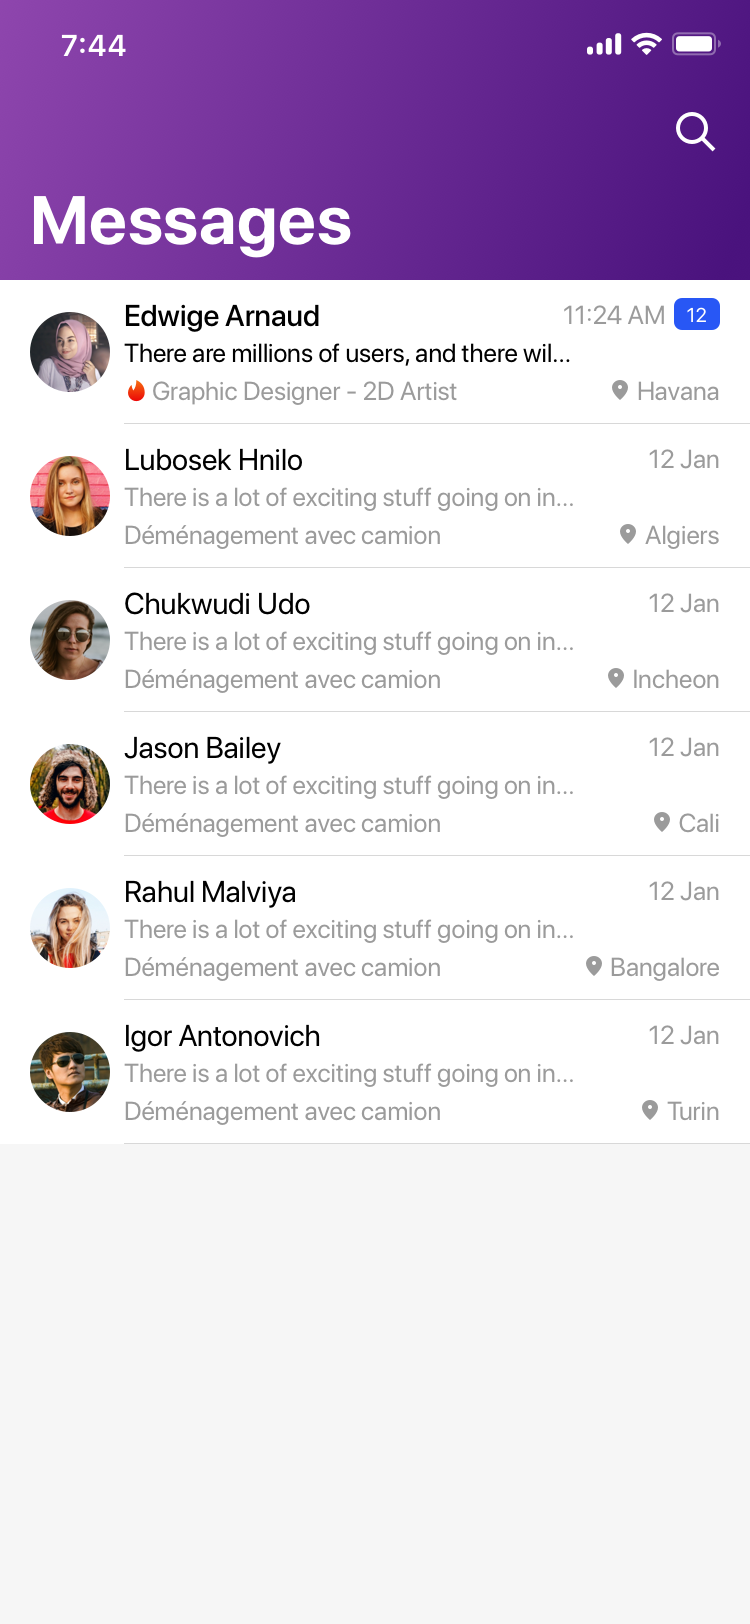 7:44
Messages
Edwige Arnaud 11:24 AM 12
There are millions of users, and there wil...
Graphic Designer - 2D Artist Havana
Lubosek Hnilo 12 Jan
There is a lot of exciting stuff going on in...
Déménagement avec camion Algiers
Chukwudi Udo 12 Jan
There is a lot of exciting stuff going on in...
Déménagement avec camion Incheon
Jason Bailey 12 Jan
There is a lot of exciting stuff going on in...
Déménagement avec camion Cali
Rahul Malviya 12 Jan
There is a lot of exciting stuff going on in...
Déménagement avec camion Bangalore
Igor Antonovich 12 Jan
There is a lot of exciting stuff going on in...
Déménagement avec camion Turin